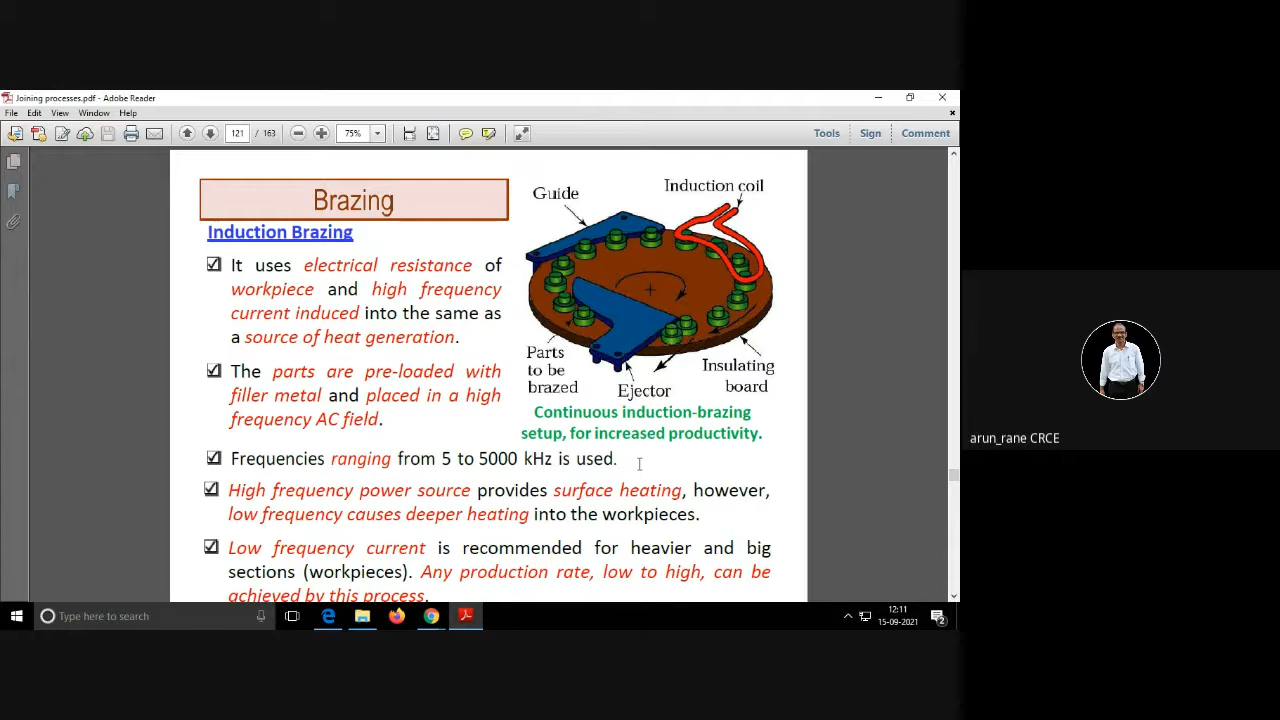 Joining processes.pdf - Adobe Reader
File Edit View Window Help
121 / 163 75% Tools Sign Comment
Brazing
Induction Brazing
It uses electrical resistance of
workpiece and high frequency
current induced into the same as
a source of heat generation.
The parts are pre-loaded with
filler metal and placed in a high
frequency AC field.
Guide
Induction coil
Parts
to be
brazed
Ejector
Insulating
board
Continuous induction-brazing
setup, for increased productivity.
Frequencies ranging from 5 to 5000 kHz is used.
High frequency power source provides surface heating, however,
low frequency causes deeper heating into the workpieces.
Low frequency current is recommended for heavier and big
sections (workpieces). Any production rate, low to high, can be
achieved by this process.
arun_rane CRCE
Type here to search
12:11
15-09-2021
2